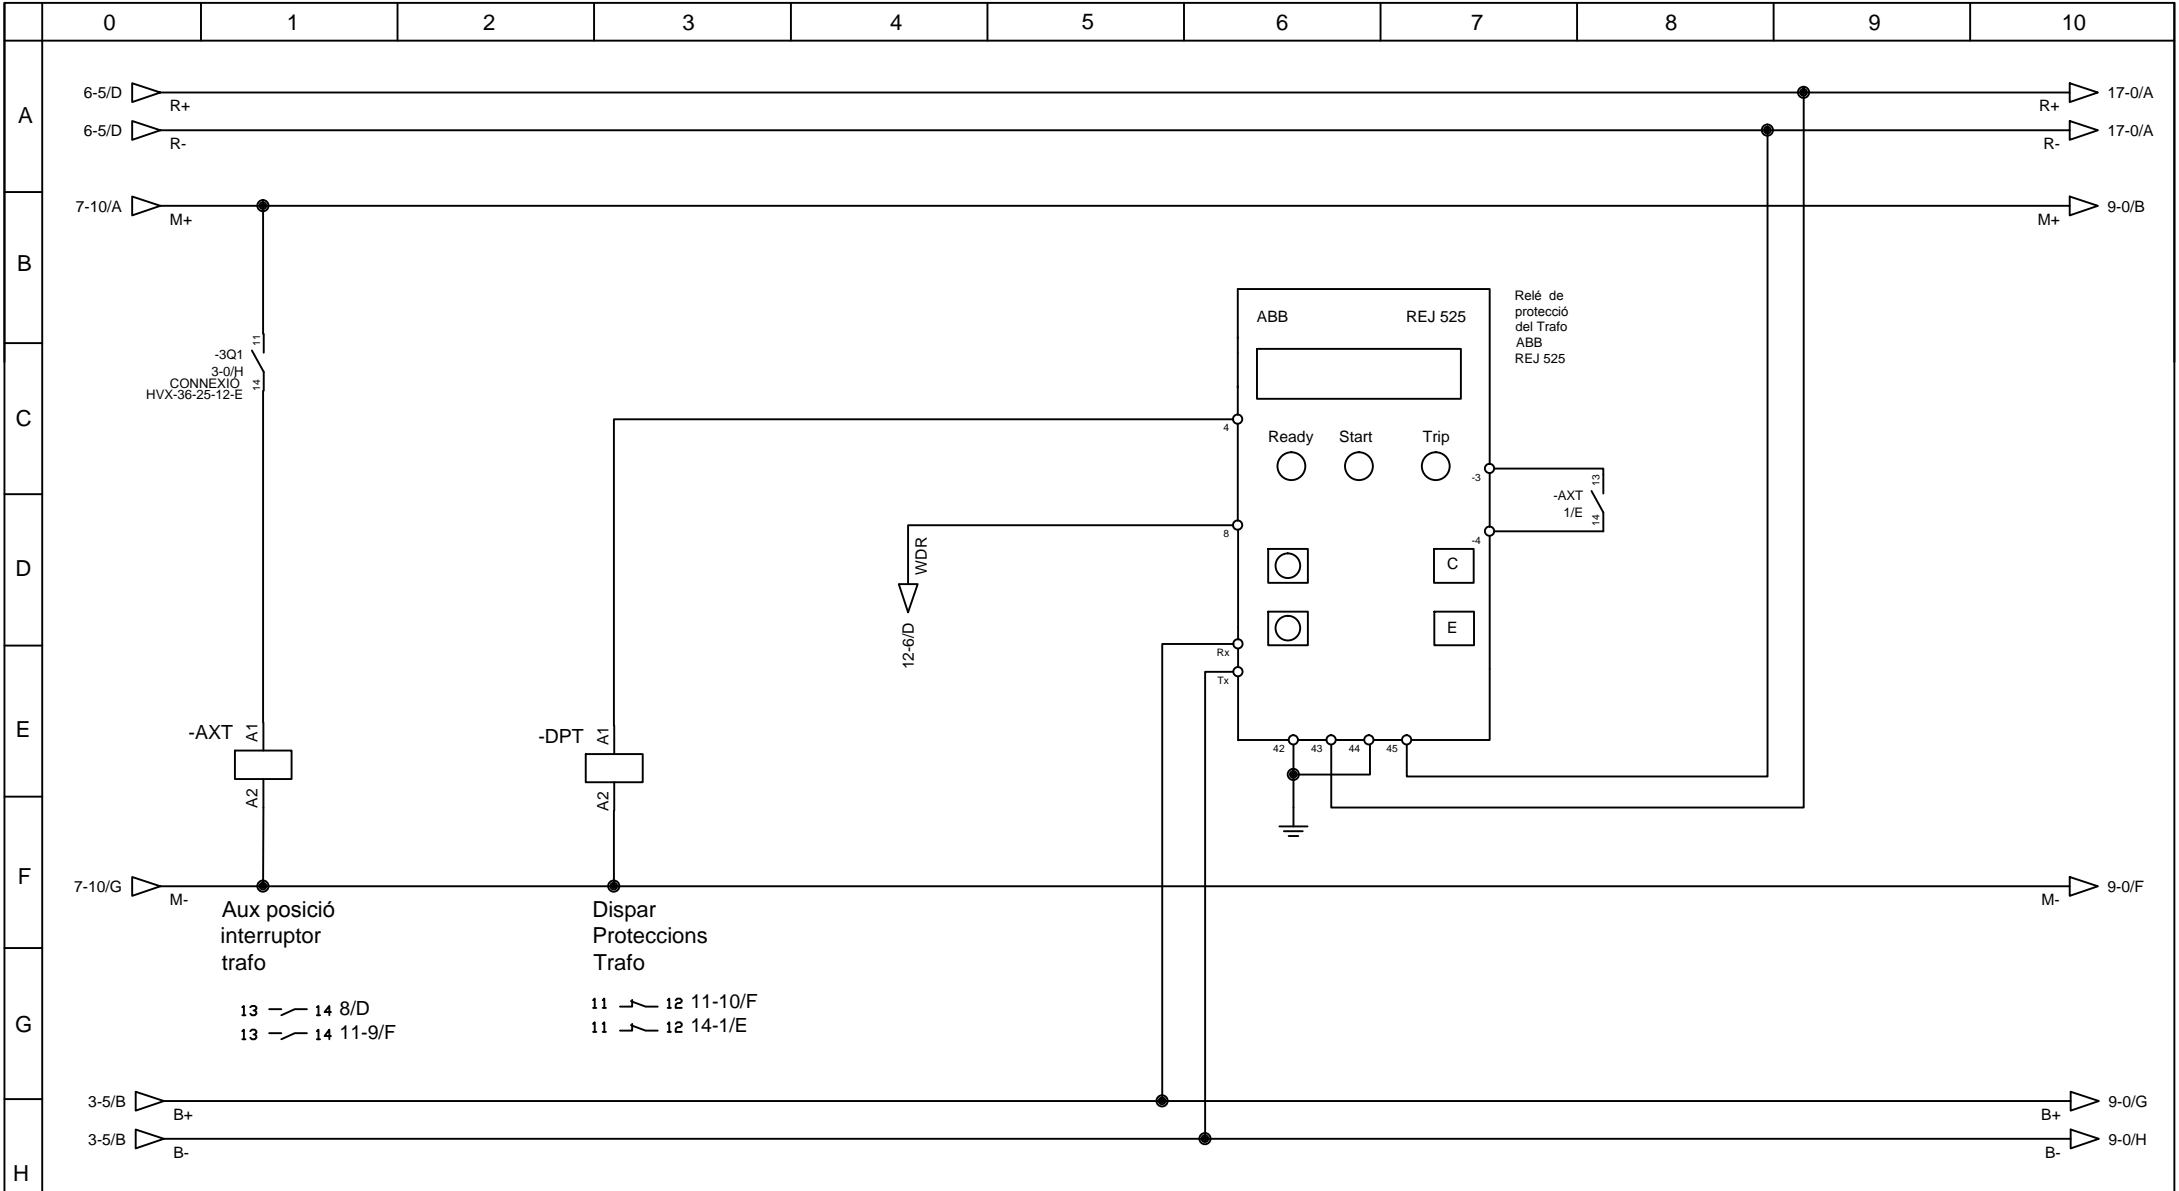 0 1 2 3 4 5 6 7 8 9 10
A
6-5/D R+ R+ 17-0/A
6-5/D R- R- 17-0/A
7-10/A M+ M+ 9-0/B
B
ABB REJ 525
Relé de
protecció
del Trafo
ABB
REJ 525
11
-3Q1
3-0/H
CONNEXIÓ
14
HVX-36-25-12-E
C
4
Ready Start Trip
-3
13
-AXT
1/E
14
-4
8
WDR
12-6/D
D
C
E
Rx
Tx
E
-AXT A1
A2
-DPT A1
A2
42 43 44 45
F
7-10/G M- M- 9-0/F
Aux posició
interruptor
trafo
Dispar
Proteccions
Trafo
G
13 14 8/D
13 14 11-9/F
11 12 11-10/F
11 12 14-1/E
3-5/B B+ B+ 9-0/G
3-5/B B- B- 9-0/H
H